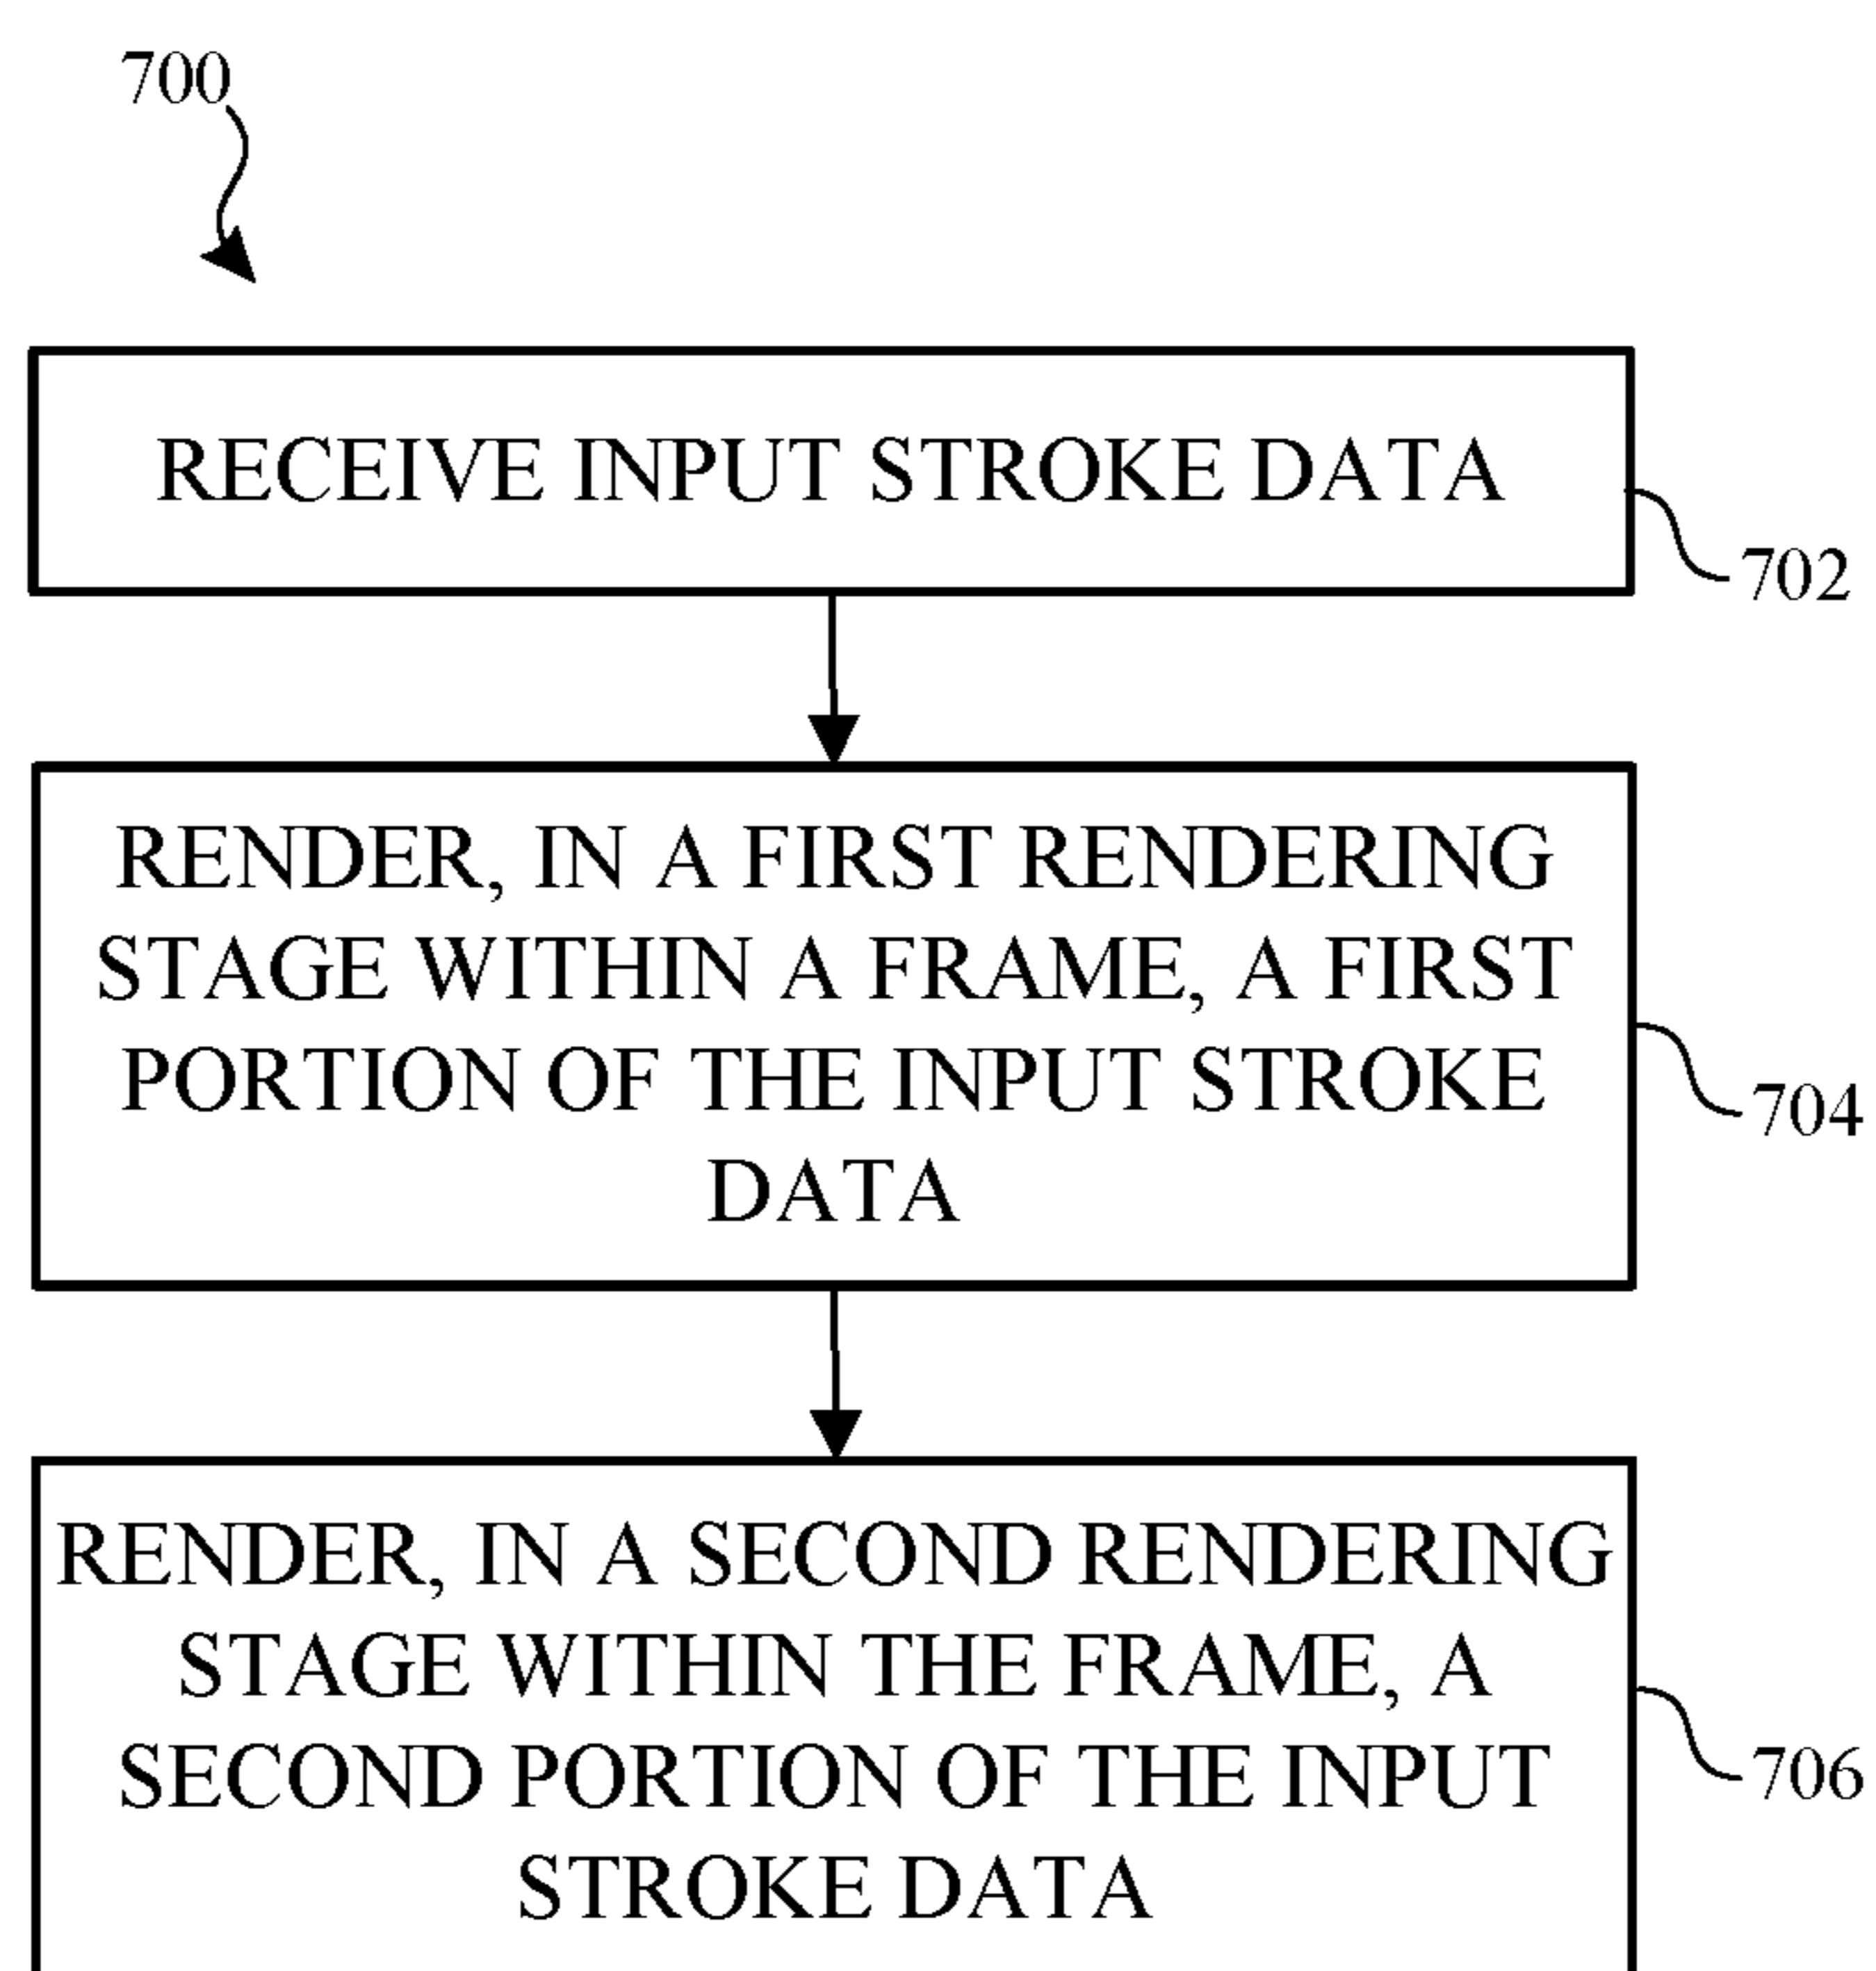 700
RECEIVE INPUT STROKE DATA
702
RENDER, IN A FIRST RENDERING
STAGE WITHIN A FRAME, A FIRST
PORTION OF THE INPUT STROKE
DATA
704
RENDER, IN A SECOND RENDERING
STAGE WITHIN THE FRAME, A
SECOND PORTION OF THE INPUT
STROKE DATA
706